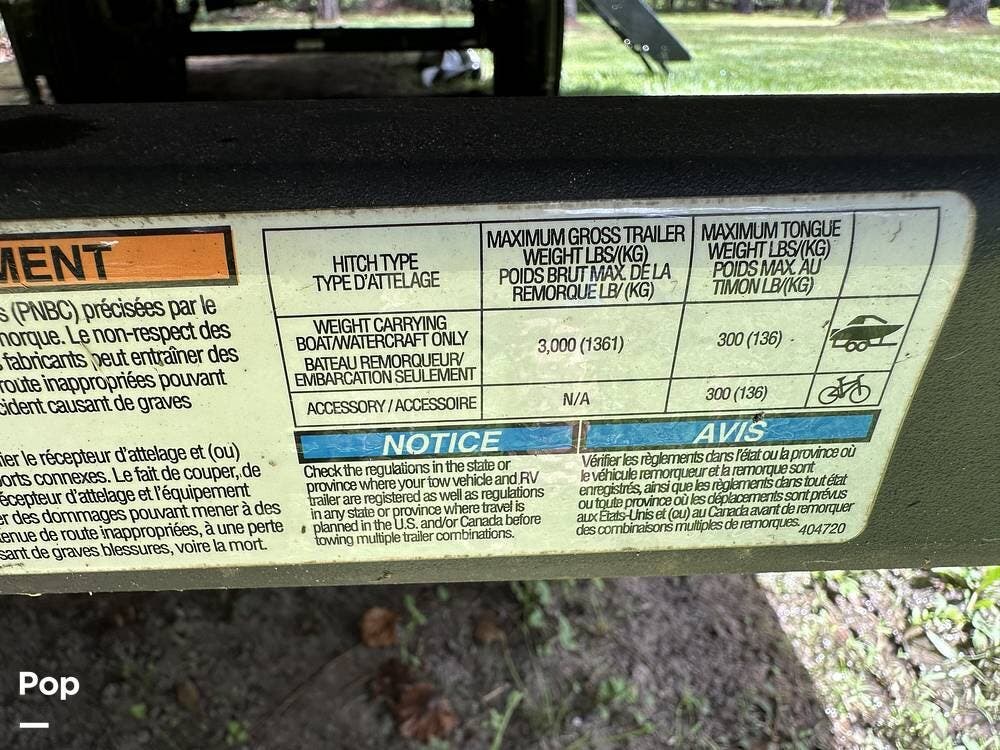 MENT
s (PNBC) précisées par le
morque. Le non-respect des
fabricants peut entraîner des
route inappropriées pouvant
cident causant de graves
ier le récepteur d'attelage et (ou)
ports connexes. Le fait de couper, de
récepteur d'attelage et l'équipement
er des dommages pouvant mener à des
tenue de route inappropriées, à une perte
sant de graves blessures, voire la mort.
HITCH TYPE
TYPE D'ATTELAGE
MAXIMUM GROSS TRAILER
WEIGHT LBS/(KG)
POIDS BRUT MAX. DE LA
REMORQUE LB/ (KG)
MAXIMUM TONGUE
WEIGHT LBS/(KG)
POIDS MAX. AU
TIMON LB/(KG)
WEIGHT CARRYING
BOAT/WATERCRAFT ONLY
BATEAU REMORQUEUR/
EMBARCATION SEULEMENT
3,000 (1361)
300 (136)
ACCESSORY / ACCESSOIRE
N/A
300 (136)
NOTICE
Check the regulations in the state or
province where your tow vehicle and RV
trailer are registered as well as regulations
in any state or province where travel is
planned in the U.S. and/or Canada before
towing multiple trailer combinations.
AVIS
Vérifier les règlements dans l'état ou la province où
le véhicule remorqueur et la remorque sont
enregistrés, ainsi que les règlements dans tout état
ou toute province où les déplacements sont prévus
aux États-Unis et (ou) au Canada avant de remorquer
des combinaisons multiples de remorques.
404720
Pop